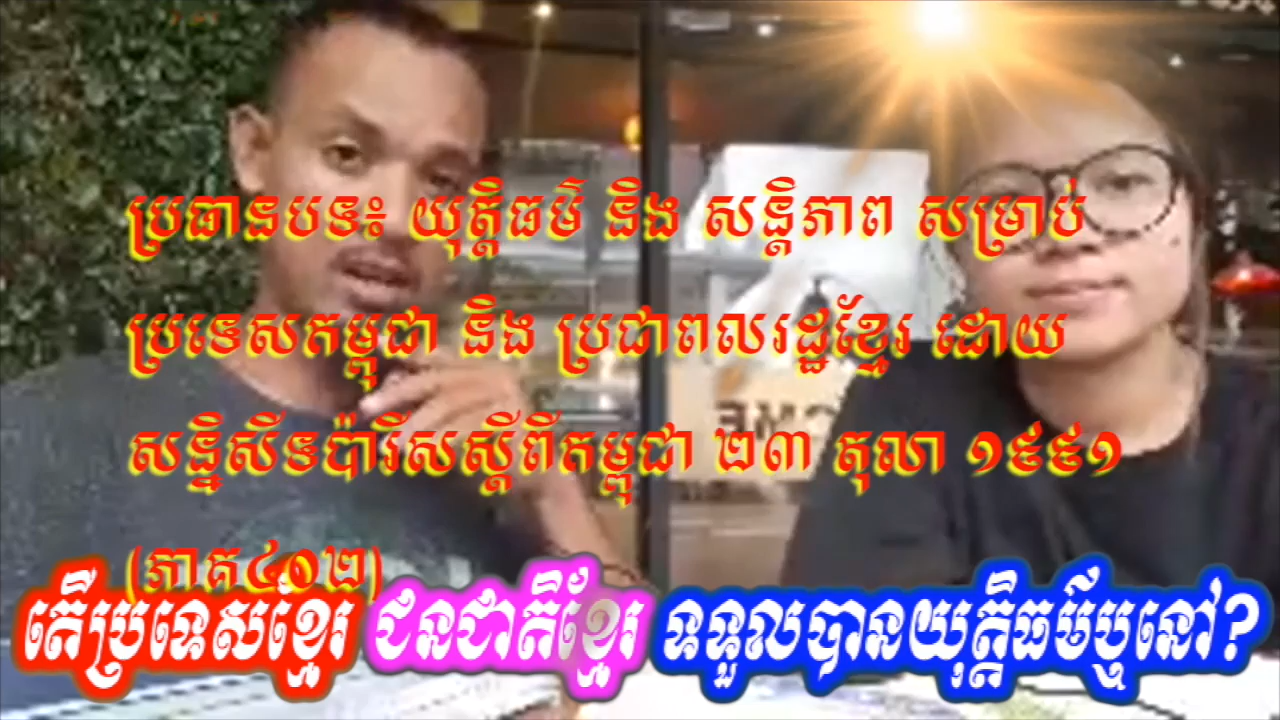 ប្រធានបទ៖ យុត្តិធម៌ និង សន្តិភាព សម្រាប់
ប្រទេសកម្ពុជា និង ប្រជាពលរដ្ឋខ្មែរ ដោយ
សន្និសីទប៉ារីសស្តីពីកម្ពុជា ២៣ តុលា ១៩៩១
(ភាគ៤០២)
តើប្រទេសខ្មែរ ជនជាតិខ្មែរ ទទួលបានយុត្តិធម៌ឬនៅ?